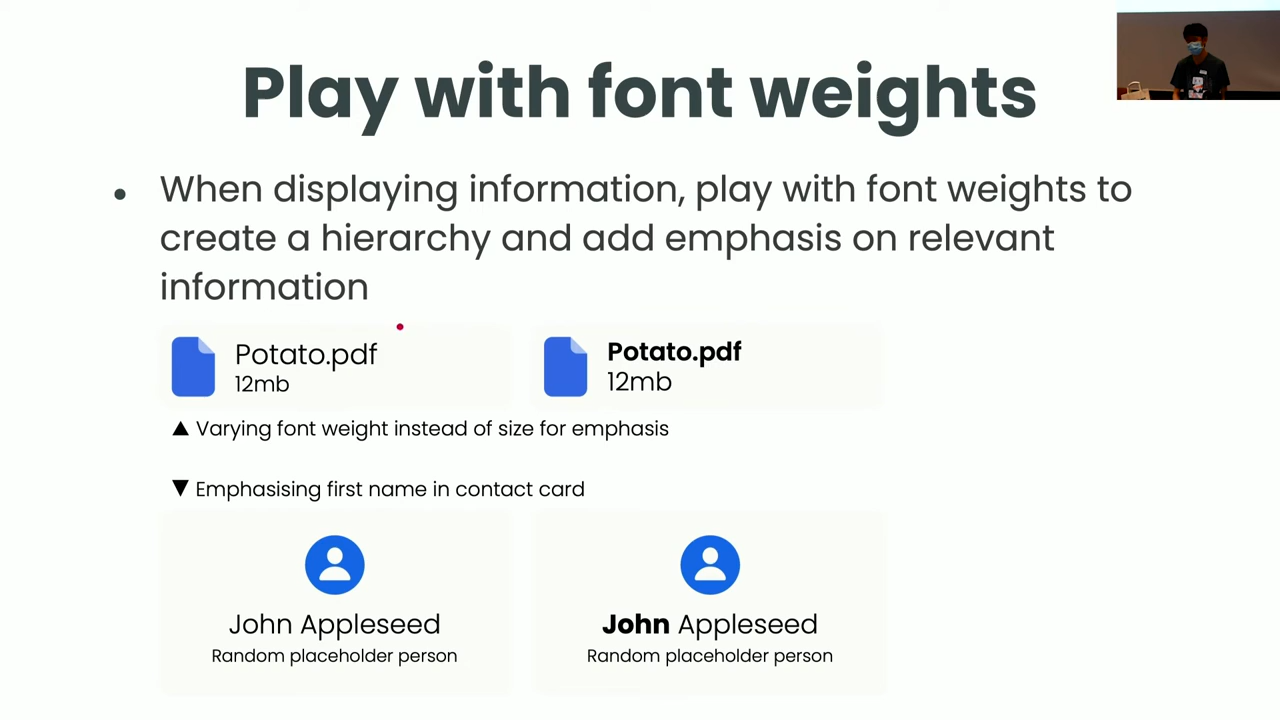 Play with font weights
• When displaying information, play with font weights to
create a hierarchy and add emphasis on relevant
information
Potato.pdf
12mb
Potato.pdf
12mb
▲ Varying font weight instead of size for emphasis
▼ Emphasising first name in contact card
John Appleseed
Random placeholder person
John Appleseed
Random placeholder person